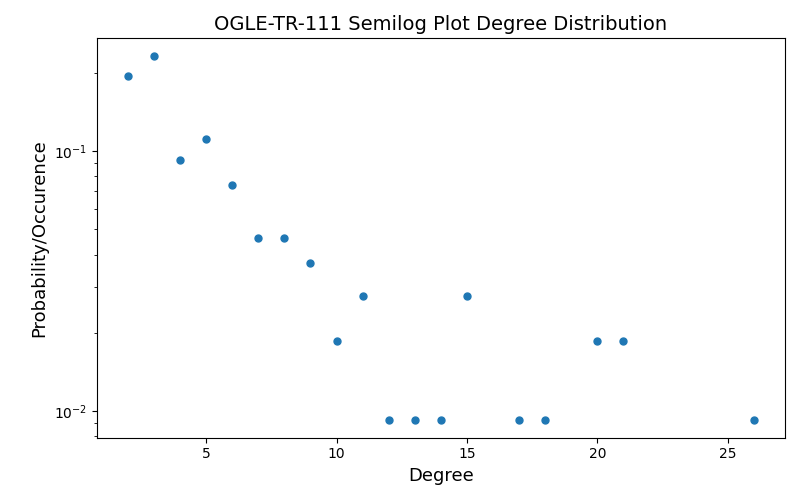 OGLE-TR-111 Semilog Plot Degree Distribution
Probability/Occurence
10⁻¹
10⁻²
5 10 15 20 25
Degree